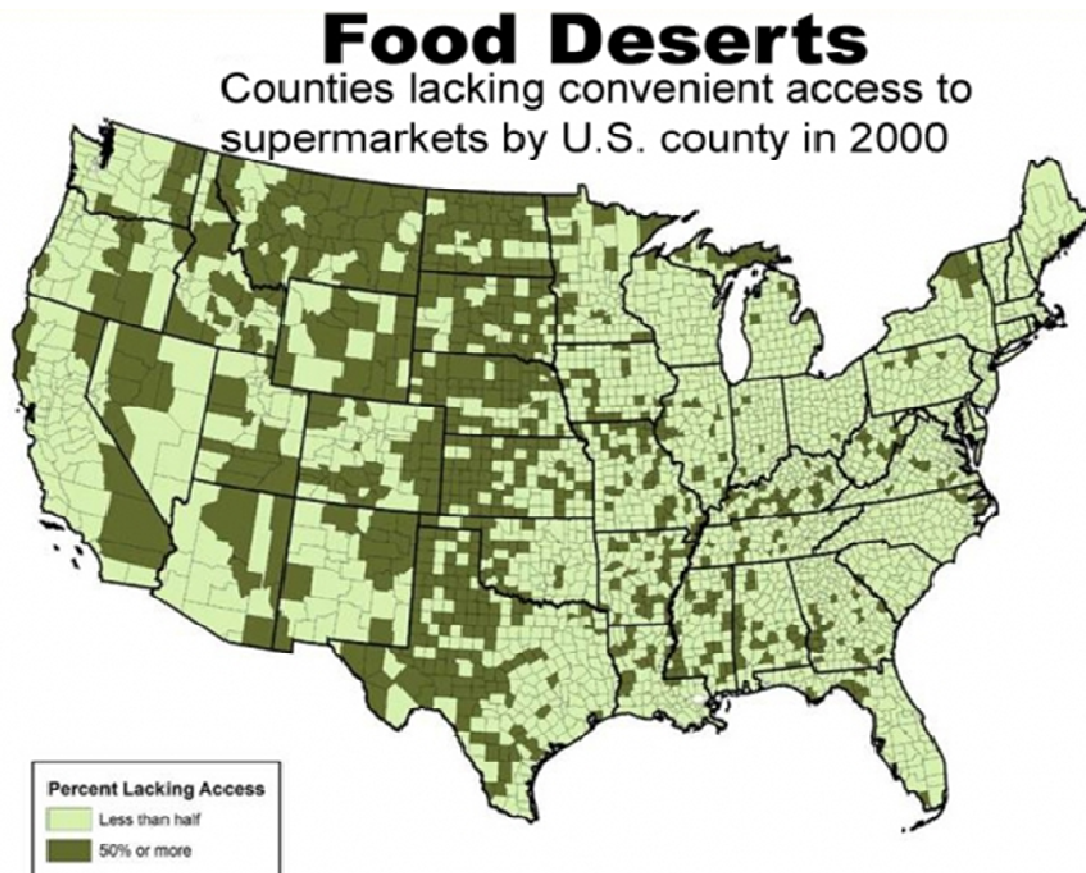 Food Deserts
Counties lacking convenient access to
supermarkets by U.S. county in 2000
Percent Lacking Access
Less than half
50% or more